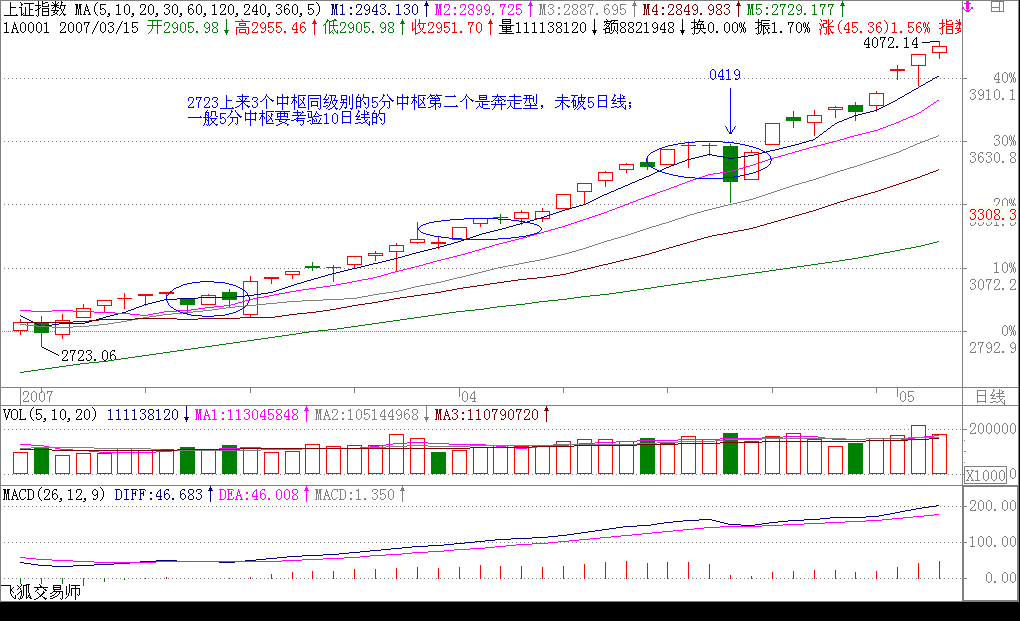 上证指数 MA(5,10,20,30,60,120,240,360,5) M1:2943.130↑M2:2899.725↑M3:2887.695↑M4:2849.983↑M5:2729.177↑
1A0001 2007/03/15 开2905.98↓高2955.46↑低2905.98↑收2951.70↑量111138120↓额8821948↓换0.00% 振1.70% 涨(45.36)1.56% 指数
4072.14
0419
40%
3910.1
2723上来3个中枢同级别的5分中枢第二个是奔走型，未破5日线；
一般5分中枢要考验10日线的
30%
3630.8
20%
3308.3
10%
3072.2
0%
2792.9
2723.06
2007 04 05 日线
VOL(5,10,20) 111138120↓MA1:113045848↑MA2:105144968↓MA3:110790720↑
200000
X1000 0
MACD(26,12,9) DIFF:46.683↑DEA:46.008↑MACD:1.350↑
200.00
100.00
0.00
飞狐交易师